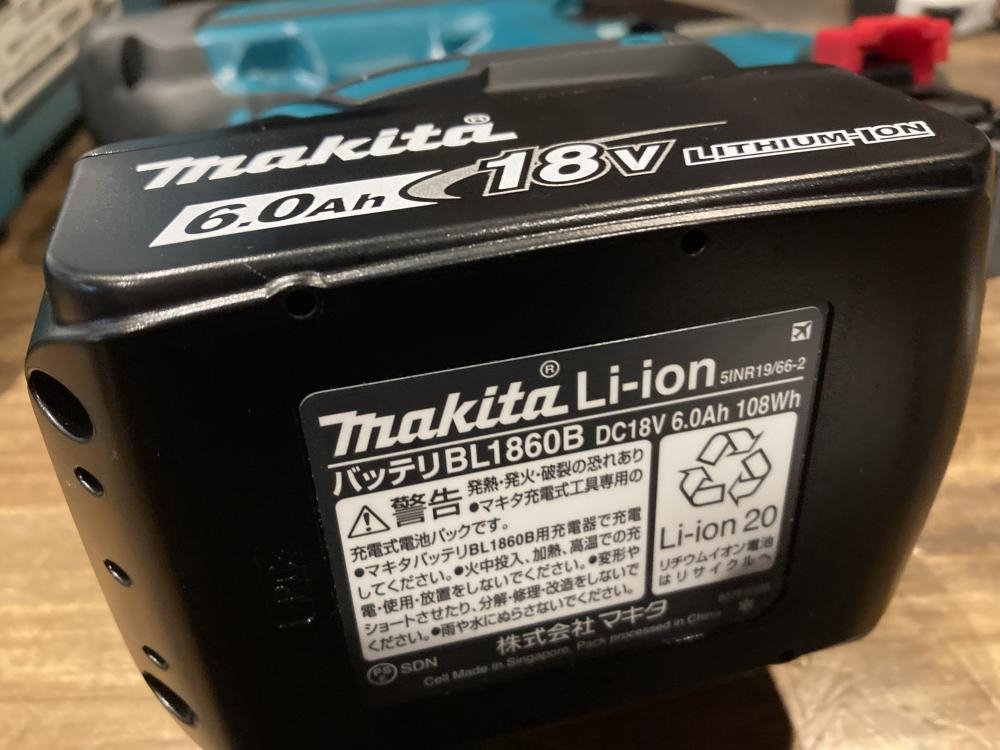 makita®
6.0Ah 18V LITHIUM-ION
makita® Li-ion 5INR19/66-2
バッテリBL1860B DC18V 6.0Ah 108Wh
警告 発熱・発火・破裂の恐れあり
●マキタ充電式工具専用の
充電式電池パックです。
●マキタバッテリBL1860B用充電器で充電
してください。●火中投入、加熱、高温での充
電・使用・放置をしないでください。●変形や
ショートさせたり、分解・修理・改造をしないで
ください。●雨や水にぬらさないでください。
Li-ion 20
リチウムイオン電池
はリサイクルへ
株式会社 マキタ
PS E SDN
Cell Made in Singapore, Pack processed in China